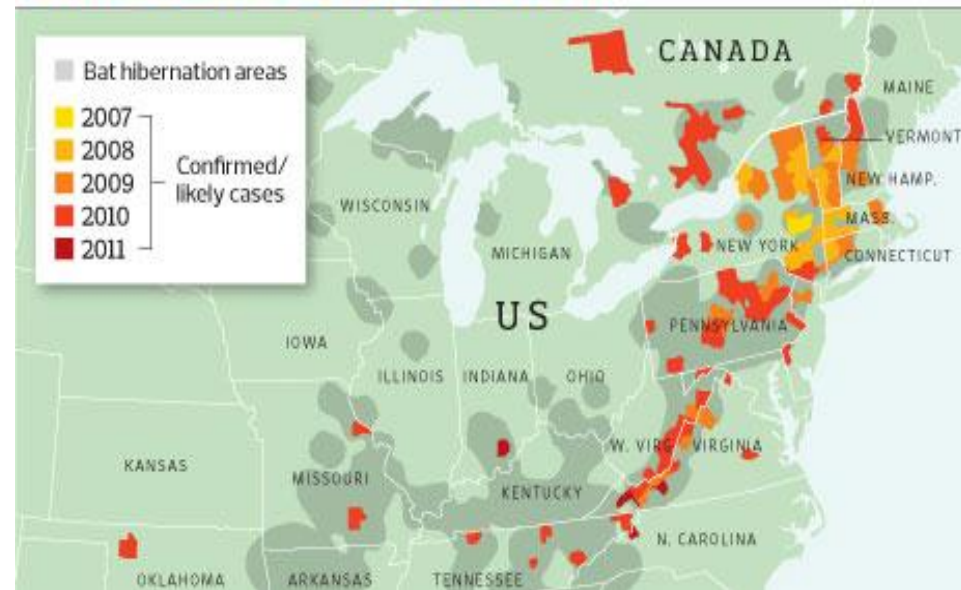 CANADA
Bat hibernation areas
2007
2008
2009
2010
2011
Confirmed/
likely cases
MAINE
VERMONT
NEW HAMP.
MASS.
CONNECTICUT
NEW YORK
WISCONSIN
MICHIGAN
US
PENNSYLVANIA
IOWA
ILLINOIS
INDIANA
OHIO
W. VIRG
VIRGINIA
KANSAS
MISSOURI
KENTUCKY
N. CAROLINA
OKLAHOMA
ARKANSAS
TENNESSEE